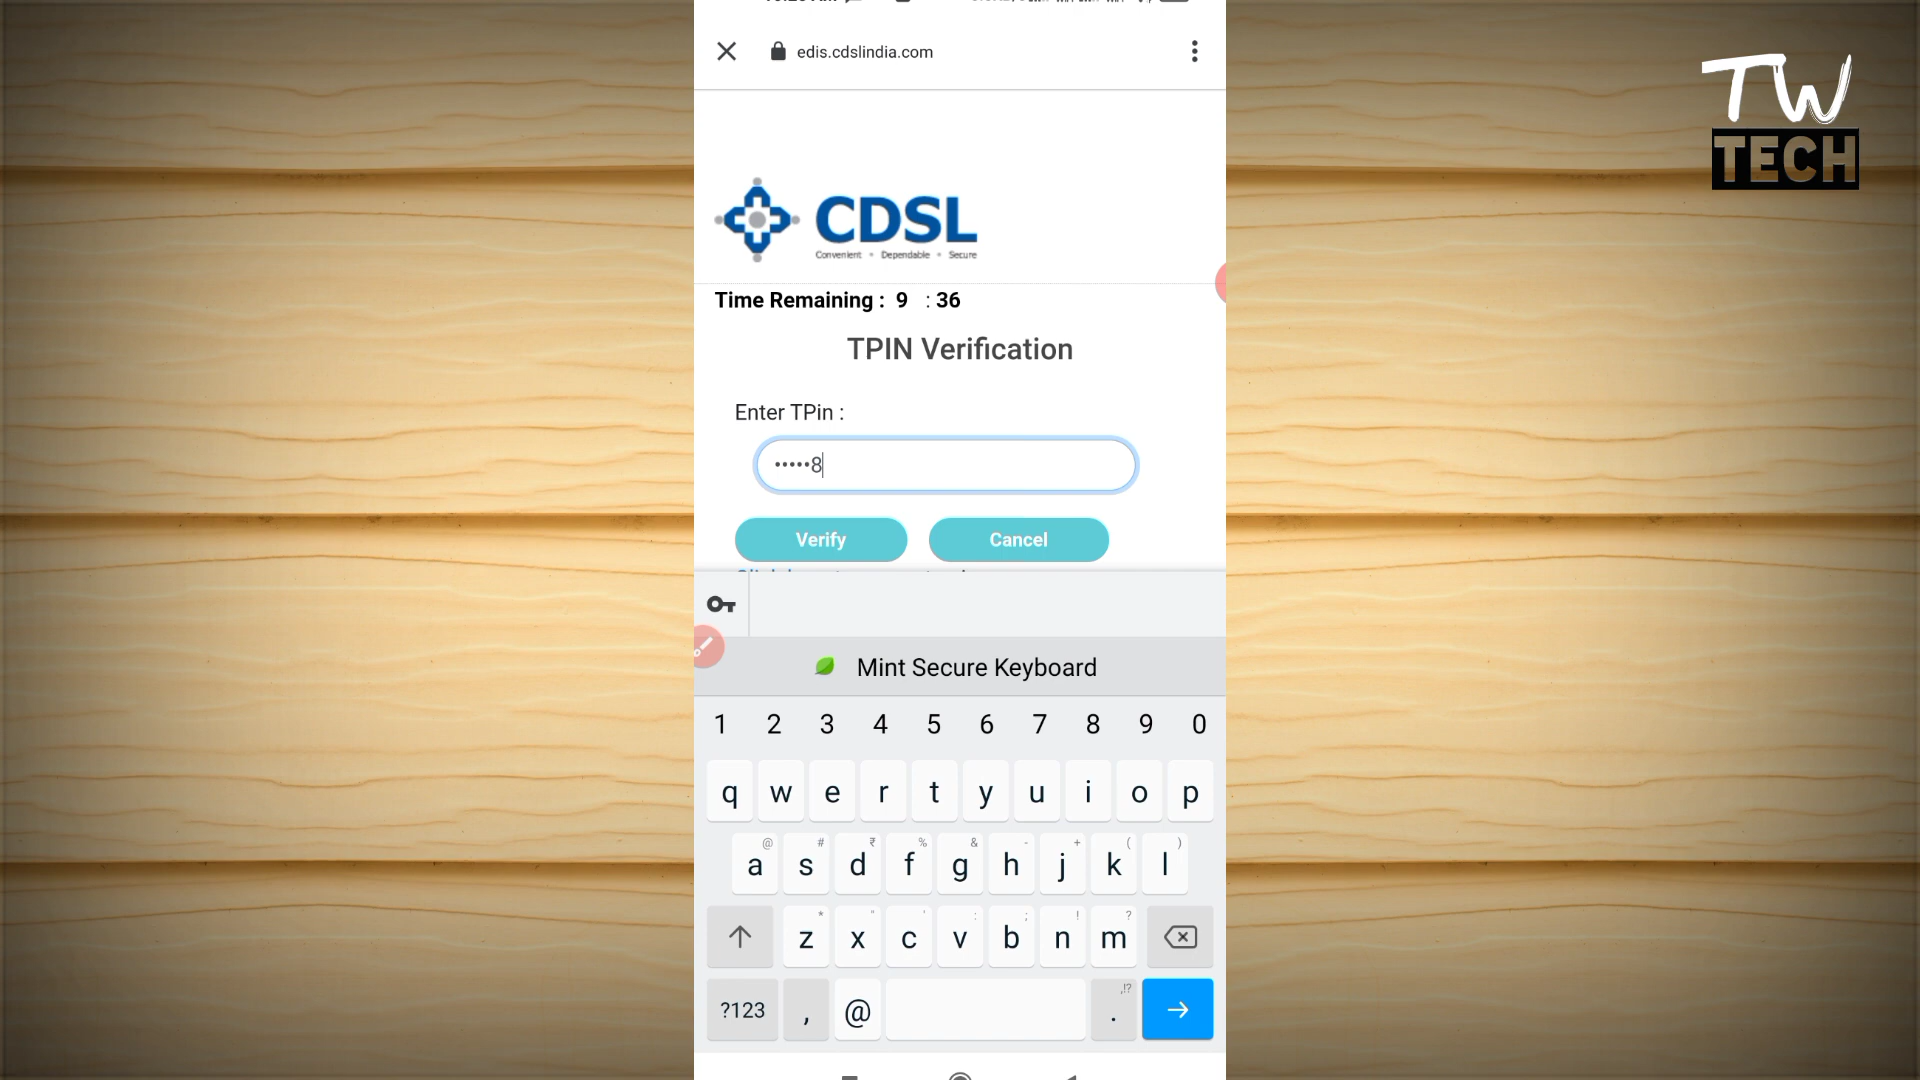 edis.cdslindia.com
TW
TECH
CDSL
Convenient • Dependable • Secure
Time Remaining : 9 : 36
TPIN Verification
Enter TPin :
•••••8
Verify Cancel
Mint Secure Keyboard
1 2 3 4 5 6 7 8 9 0
q w e r t y u i o p
@ # ₹ % & - + ( )
a s d f g h j k l
* " ' : ; ! ?
z x c v b n m
,!?
?123 , @ .